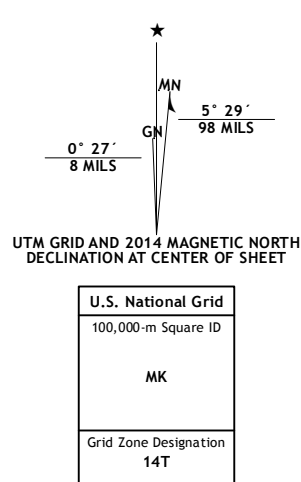 ★
MN
5° 29´
98 MILS
GN
0° 27´
8 MILS
UTM GRID AND 2014 MAGNETIC NORTH
DECLINATION AT CENTER OF SHEET
U.S. National Grid
100,000-m Square ID
MK
Grid Zone Designation
14T